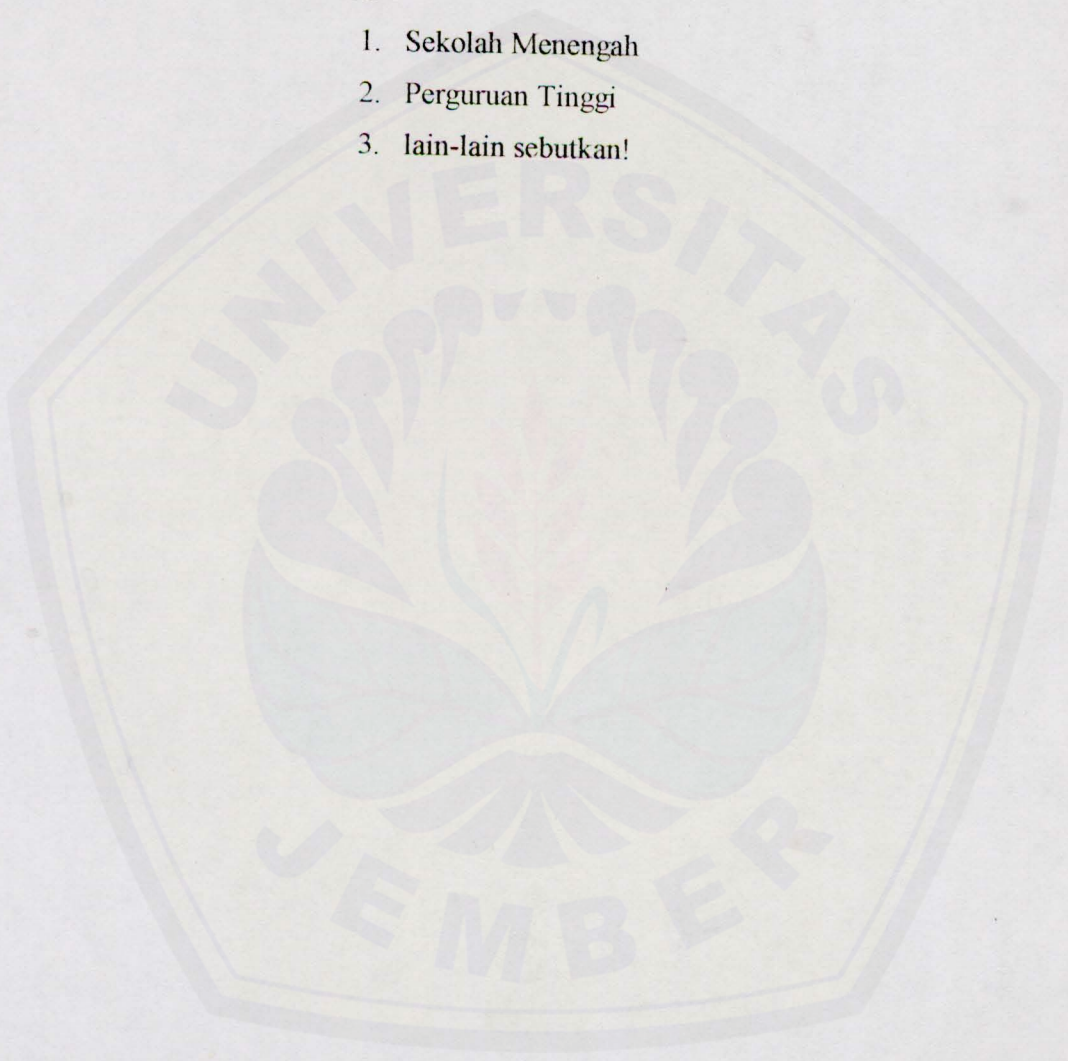 1. Sekolah Menengah
2. Perguruan Tinggi
3. lain-lain sebutkan!
UNIVERSITAS
JEMBER